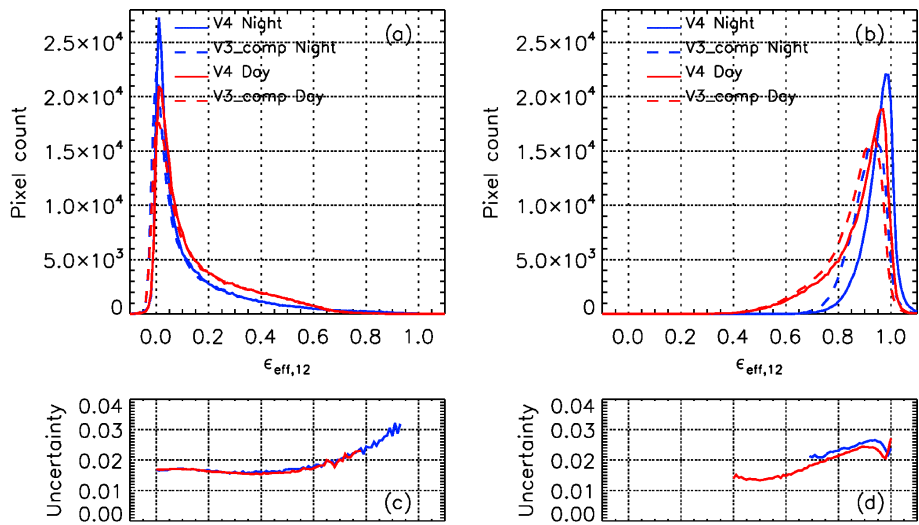 V4 Night
V3_comp Night
V4 Day
V3_comp Day
(a)
2.5×10⁴
2.0×10⁴
1.5×10⁴
1.0×10⁴
5.0×10³
0
Pixel count
0.0 0.2 0.4 0.6 0.8 1.0
ϵeff,12
V4 Night
V3_comp Night
V4 Day
V3_comp Day
(b)
2.5×10⁴
2.0×10⁴
1.5×10⁴
1.0×10⁴
5.0×10³
0
Pixel count
0.0 0.2 0.4 0.6 0.8 1.0
ϵeff,12
0.04
0.03
0.02
0.01
0.00
Uncertainty
(c)
0.04
0.03
0.02
0.01
0.00
Uncertainty
(d)